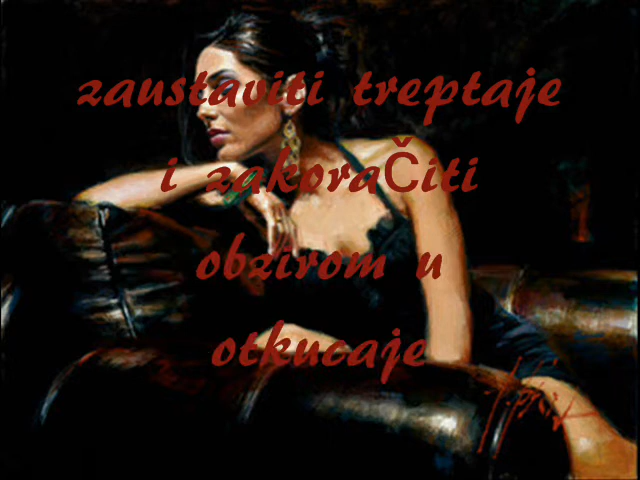 zaustaviti treptaje
i zakoraČiti
obzirom u
otkucaje